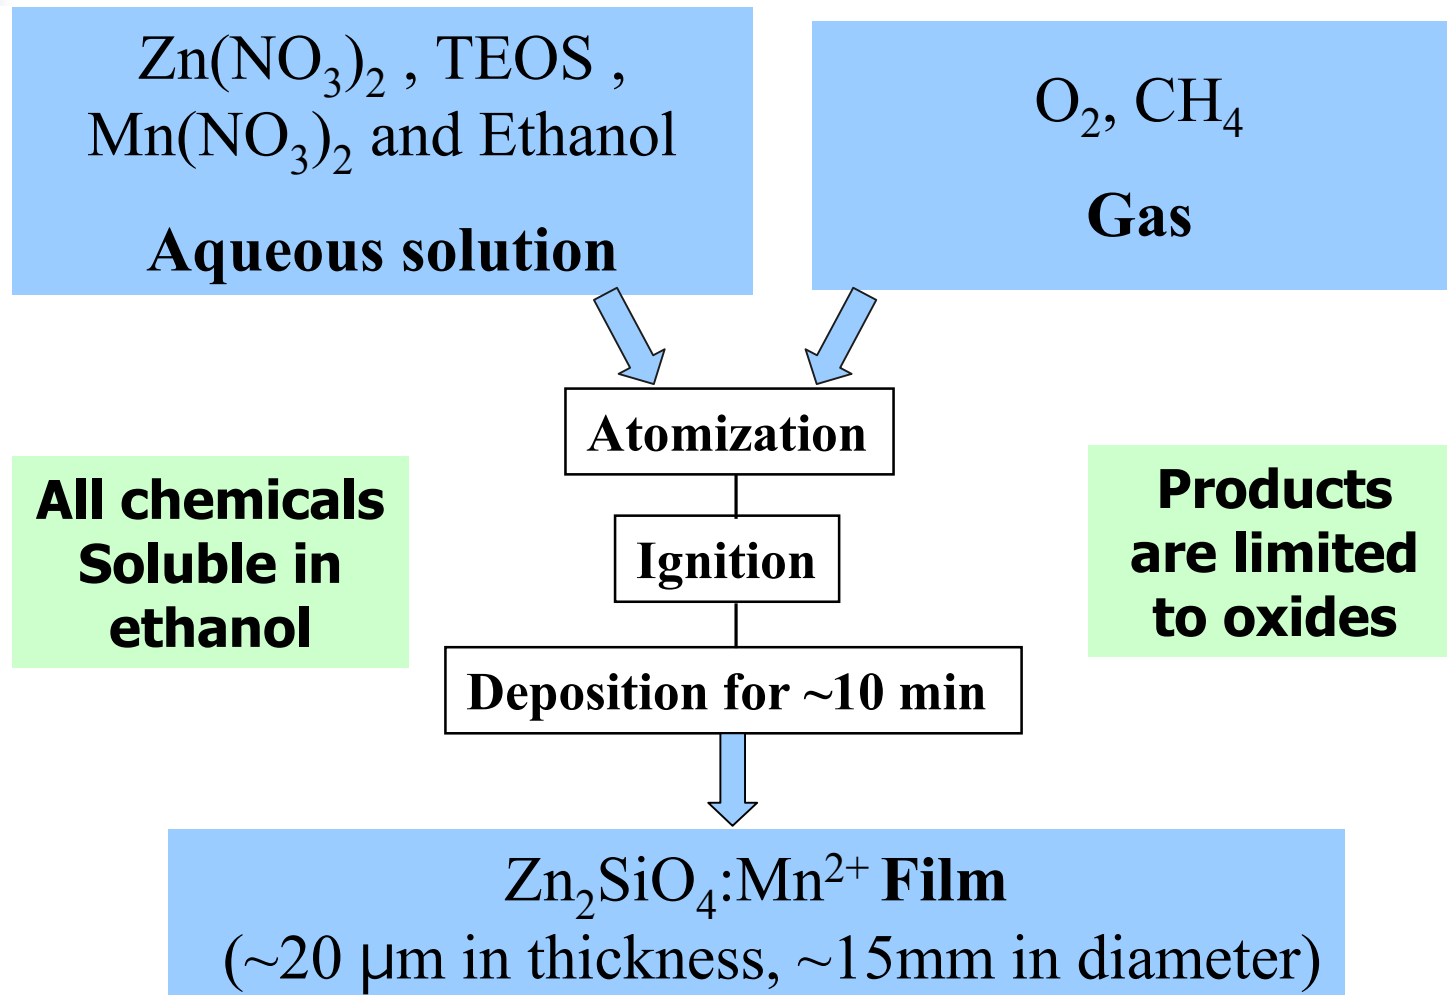 Zn(NO₃)₂ , TEOS ,
Mn(NO₃)₂ and Ethanol
Aqueous solution
O₂, CH₄
Gas
Atomization
All chemicals
Soluble in
ethanol
Ignition
Products
are limited
to oxides
Deposition for ~10 min
Zn₂SiO₄:Mn²⁺ Film
(~20 μm in thickness, ~15mm in diameter)